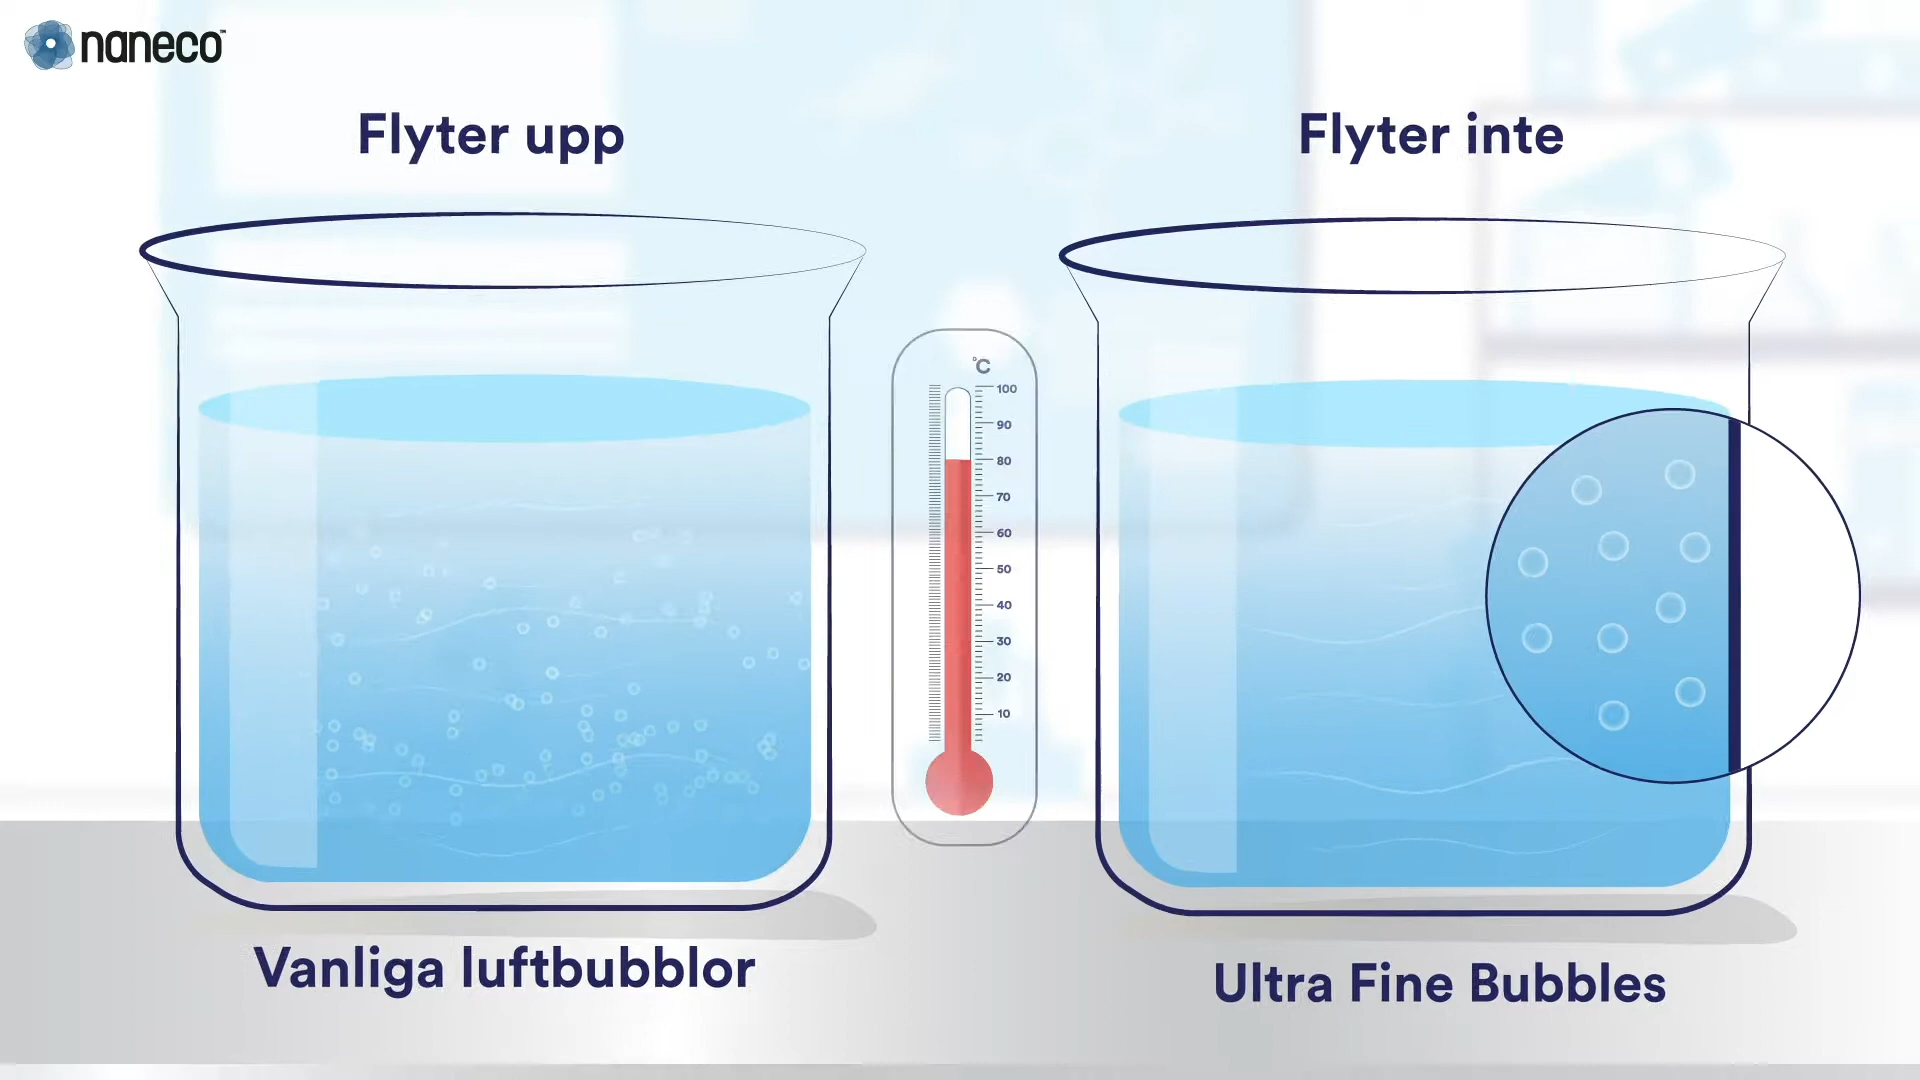 naneco™
Flyter upp
Flyter inte
°C
100
90
80
70
60
50
40
30
20
10
Vanliga luftbubblor
Ultra Fine Bubbles